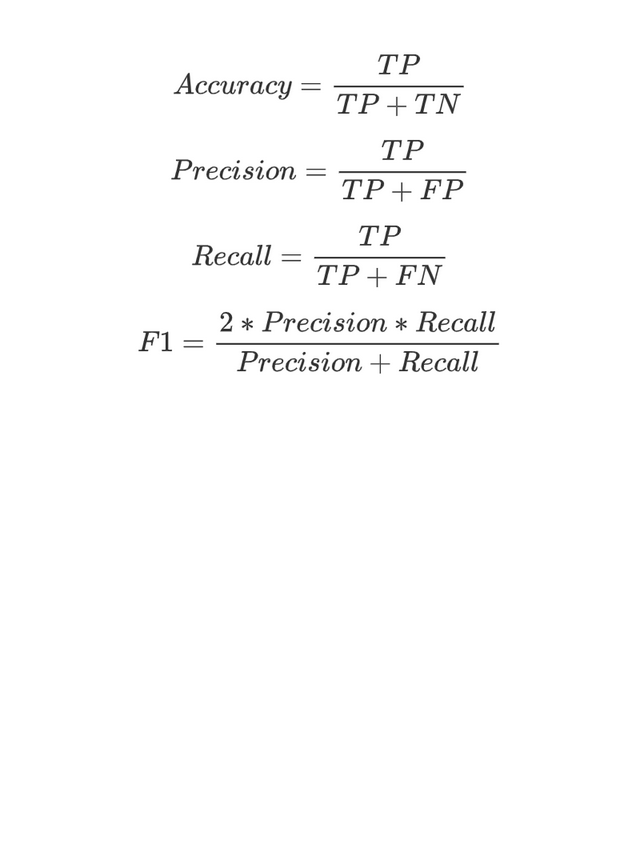 Accuracy = TP / TP + TN
Precision = TP / TP + FP
Recall = TP / TP + FN
F1 = 2 * Precision * Recall / Precision + Recall